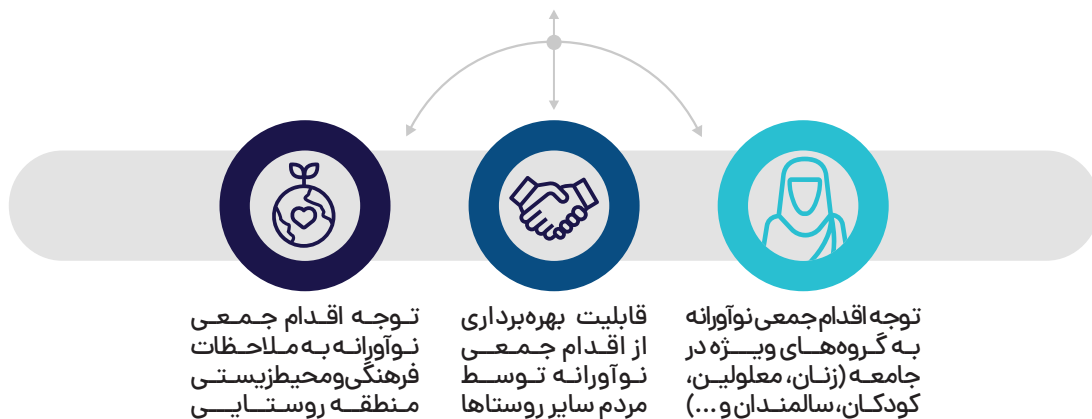 توجه اقدام جمعی نوآورانه
به گروه‌های ویژه در
جامعه (زنان، معلولین،
کودکان، سالمندان و ...)
قابلیت بهره‌برداری
از اقدام جمعی
نوآورانه توسط
مردم سایر روستاها
توجه اقدام جمعی
نوآورانه به ملاحظات
فرهنگی و محیط‌زیستی
منطقه روستایی